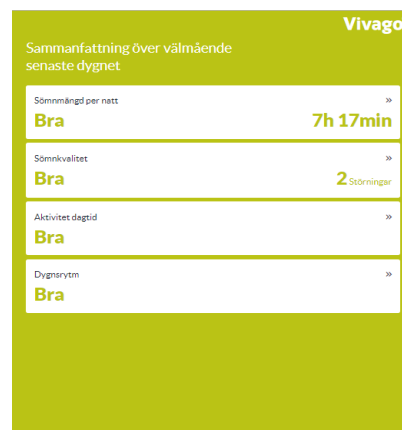 Vivago
Sammanfattning över välmående
senaste dygnet
Sömnmängd per natt »
Bra 7h 17min
Sömnkvalitet »
Bra 2 Störningar
Aktivitet dagtid »
Bra
Dygnsrytm »
Bra